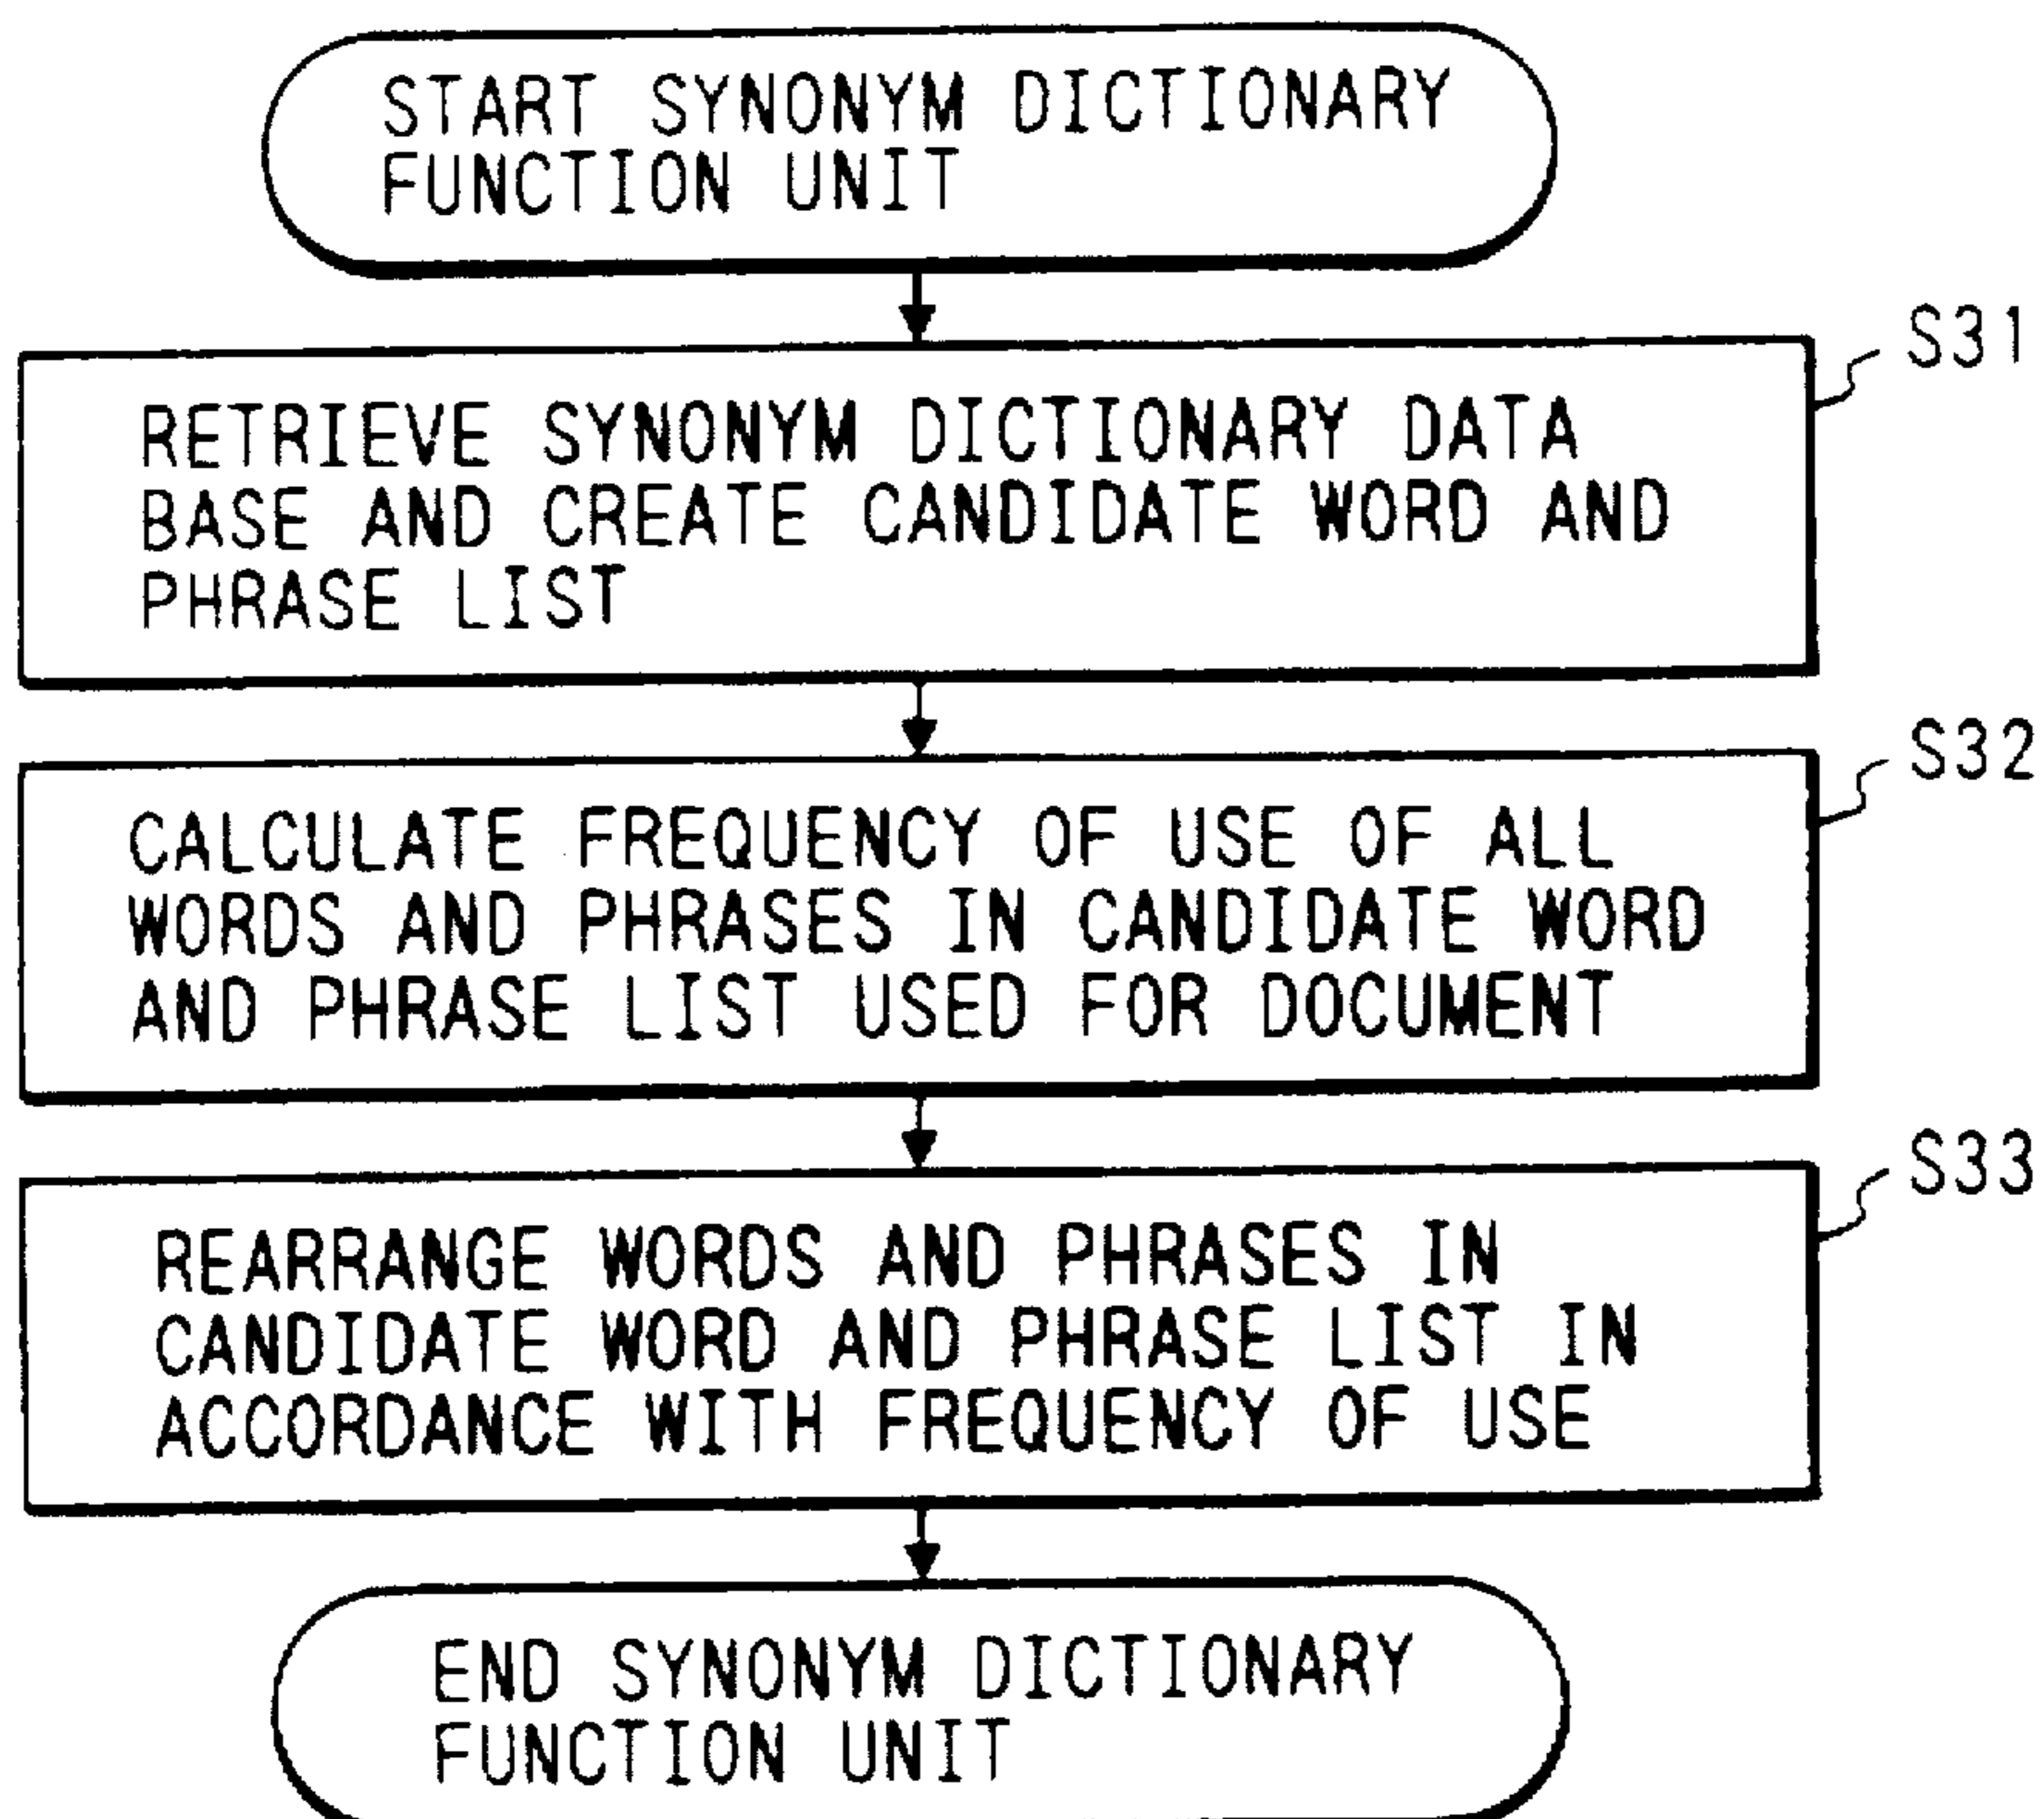 START SYNONYM DICTIONARY
FUNCTION UNIT
S31
RETRIEVE SYNONYM DICTIONARY DATA
BASE AND CREATE CANDIDATE WORD AND
PHRASE LIST
S32
CALCULATE FREQUENCY OF USE OF ALL
WORDS AND PHRASES IN CANDIDATE WORD
AND PHRASE LIST USED FOR DOCUMENT
S33
REARRANGE WORDS AND PHRASES IN
CANDIDATE WORD AND PHRASE LIST IN
ACCORDANCE WITH FREQUENCY OF USE
END SYNONYM DICTIONARY
FUNCTION UNIT